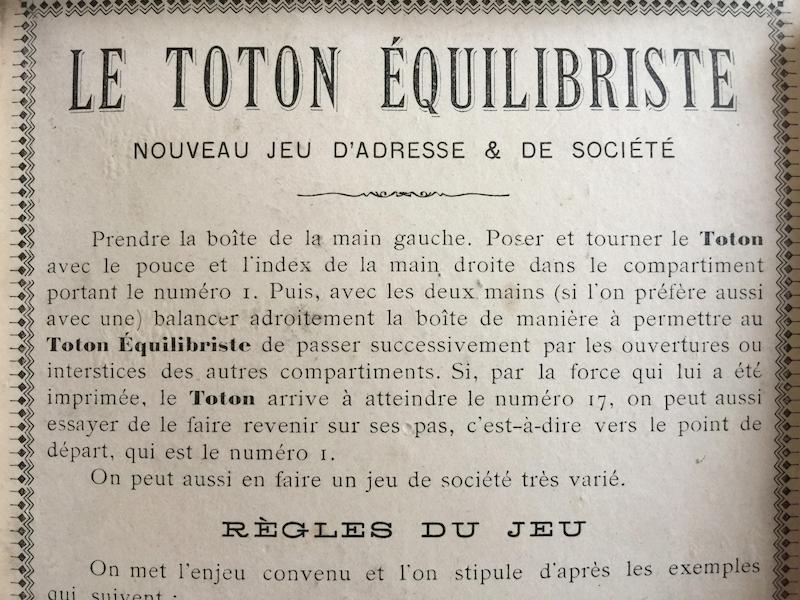 LE TOTON ÉQUILIBRISTE
NOUVEAU JEU D'ADRESSE & DE SOCIÉTÉ
Prendre la boîte de la main gauche. Poser et tourner le Toton
avec le pouce et l'index de la main droite dans le compartiment
portant le numéro 1. Puis, avec les deux mains (si l'on préfère aussi
avec une) balancer adroitement la boîte de manière à permettre au
Toton Équilibriste de passer successivement par les ouvertures ou
interstices des autres compartiments. Si, par la force qui lui a été
imprimée, le Toton arrive à atteindre le numéro 17, on peut aussi
essayer de le faire revenir sur ses pas, c'est-à-dire vers le point de
départ, qui est le numéro 1.
On peut aussi en faire un jeu de société très varié.
RÈGLES DU JEU
On met l'enjeu convenu et l'on stipule d'après les exemples
qui suivent :